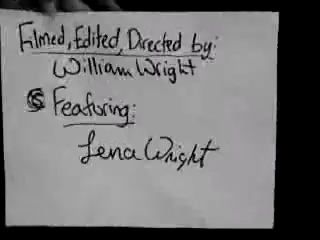 Filmed, Edited, Directed by:
William Wright
Featuring:
Lena Wright